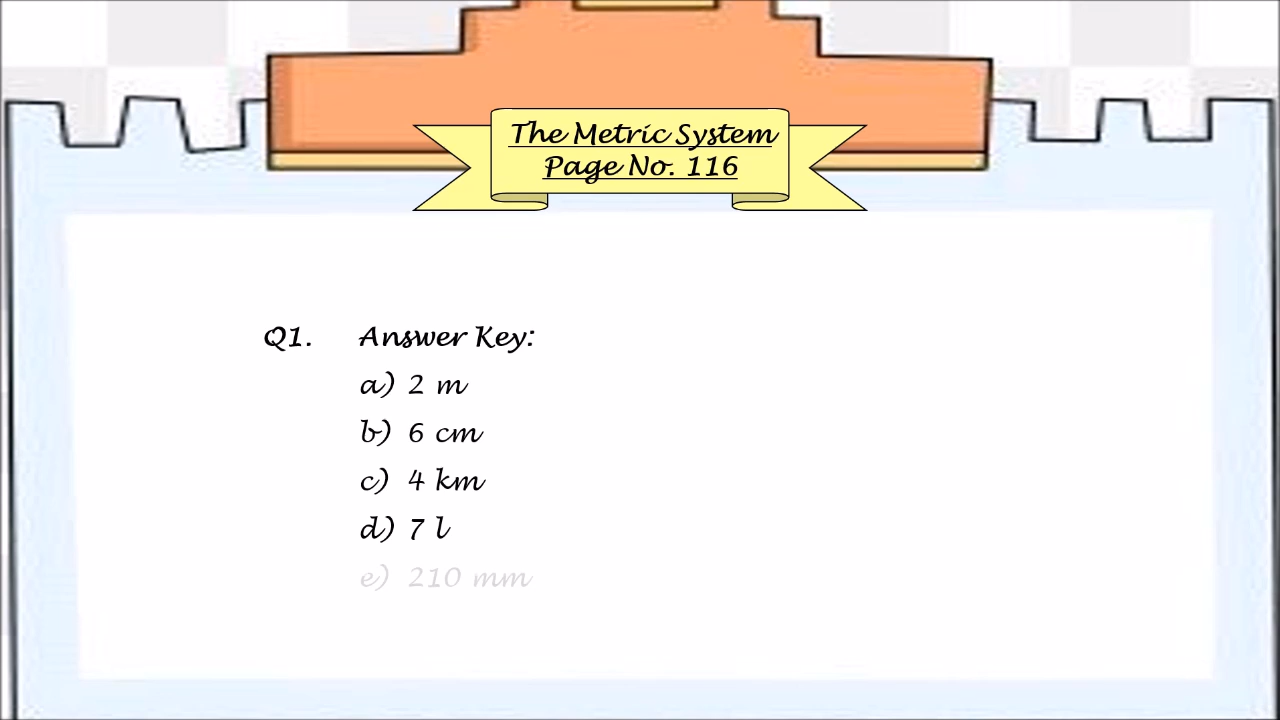 The Metric System
Page No. 116
Q1. Answer Key:
a) 2 m
b) 6 cm
c) 4 km
d) 7 l
e) 210 mm